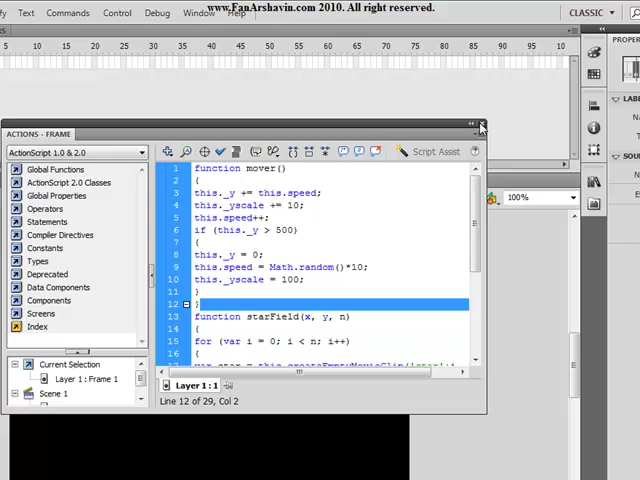 www.FanArshavin.com 2010. All right reserved.
Text Commands Control Debug Window Help
CLASSIC
5 10 15 20 25 30 35 40 45 50 55 60 65 70 75 80 85 90 95 100
PROPER
LAB
SOU
100%
ACTIONS - FRAME
ActionScript 1.0 & 2.0
Script Assist
Global Functions
ActionScript 2.0 Classes
Global Properties
Operators
Statements
Compiler Directives
Constants
Types
Deprecated
Data Components
Components
Screens
Index
Current Selection
Layer 1 : Frame 1
Scene 1
1 function mover()
2 {
3 this._y += this.speed;
4 this._yscale += 10;
5 this.speed++;
6 if (this._y > 500)
7 {
8 this._y = 0;
9 this.speed = Math.random()*10;
10 this._yscale = 100;
11 }
12 }
13 function starField(x, y, n)
14 {
15 for (var i = 0; i < n; i++)
16 {
Layer 1 : 1
Line 12 of 29, Col 2